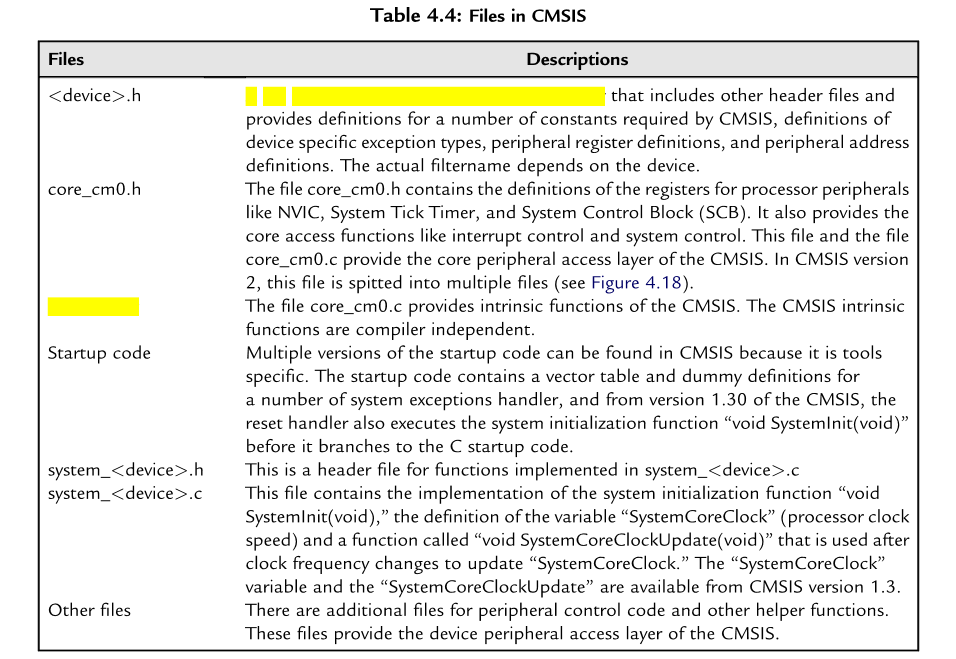 Table 4.4: Files in CMSIS
Files Descriptions
<device>.h that includes other header files and
provides definitions for a number of constants required by CMSIS, definitions of
device specific exception types, peripheral register definitions, and peripheral address
definitions. The actual filtername depends on the device.
core_cm0.h The file core_cm0.h contains the definitions of the registers for processor peripherals
like NVIC, System Tick Timer, and System Control Block (SCB). It also provides the
core access functions like interrupt control and system control. This file and the file
core_cm0.c provide the core peripheral access layer of the CMSIS. In CMSIS version
2, this file is spitted into multiple files (see Figure 4.18).
The file core_cm0.c provides intrinsic functions of the CMSIS. The CMSIS intrinsic
functions are compiler independent.
Startup code Multiple versions of the startup code can be found in CMSIS because it is tools
specific. The startup code contains a vector table and dummy definitions for
a number of system exceptions handler, and from version 1.30 of the CMSIS, the
reset handler also executes the system initialization function “void SystemInit(void)”
before it branches to the C startup code.
system_<device>.h This is a header file for functions implemented in system_<device>.c
system_<device>.c This file contains the implementation of the system initialization function “void
SystemInit(void),” the definition of the variable “SystemCoreClock” (processor clock
speed) and a function called “void SystemCoreClockUpdate(void)” that is used after
clock frequency changes to update “SystemCoreClock.” The “SystemCoreClock”
variable and the “SystemCoreClockUpdate” are available from CMSIS version 1.3.
Other files There are additional files for peripheral control code and other helper functions.
These files provide the device peripheral access layer of the CMSIS.